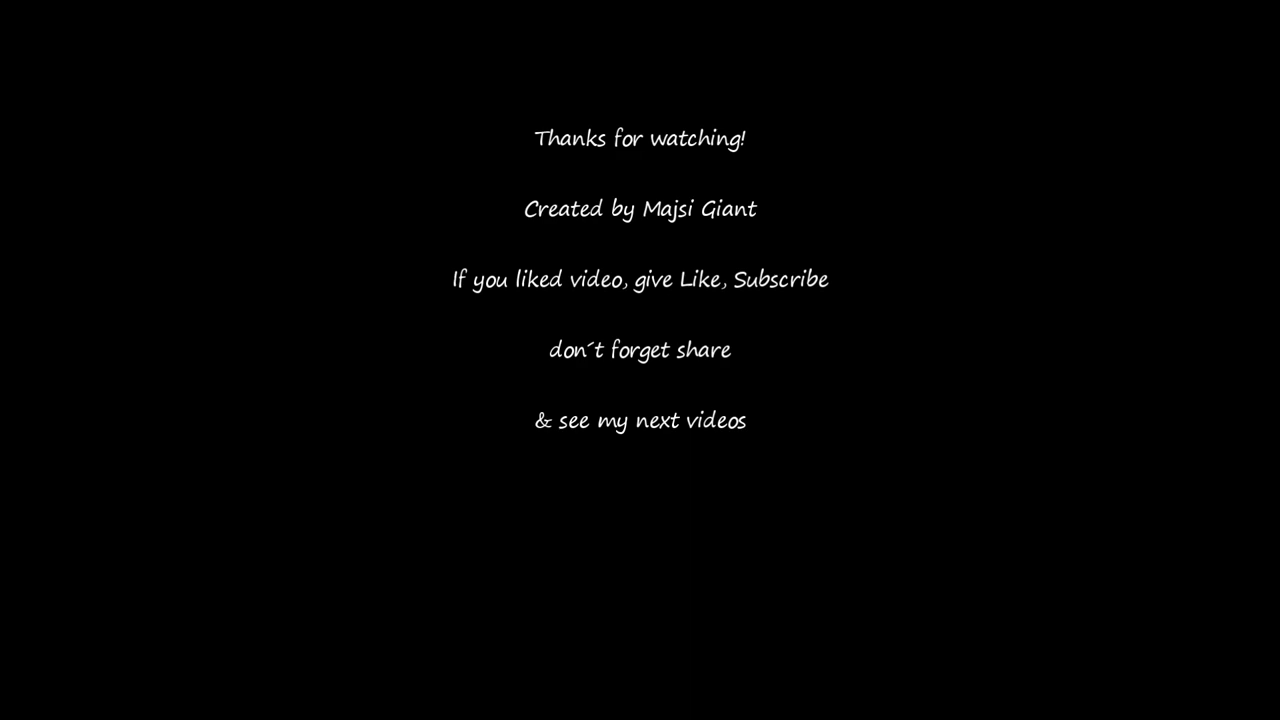 Thanks for watching!
Created by Majsi Giant
If you liked video, give Like, Subscribe
don´t forget share
& see my next videos